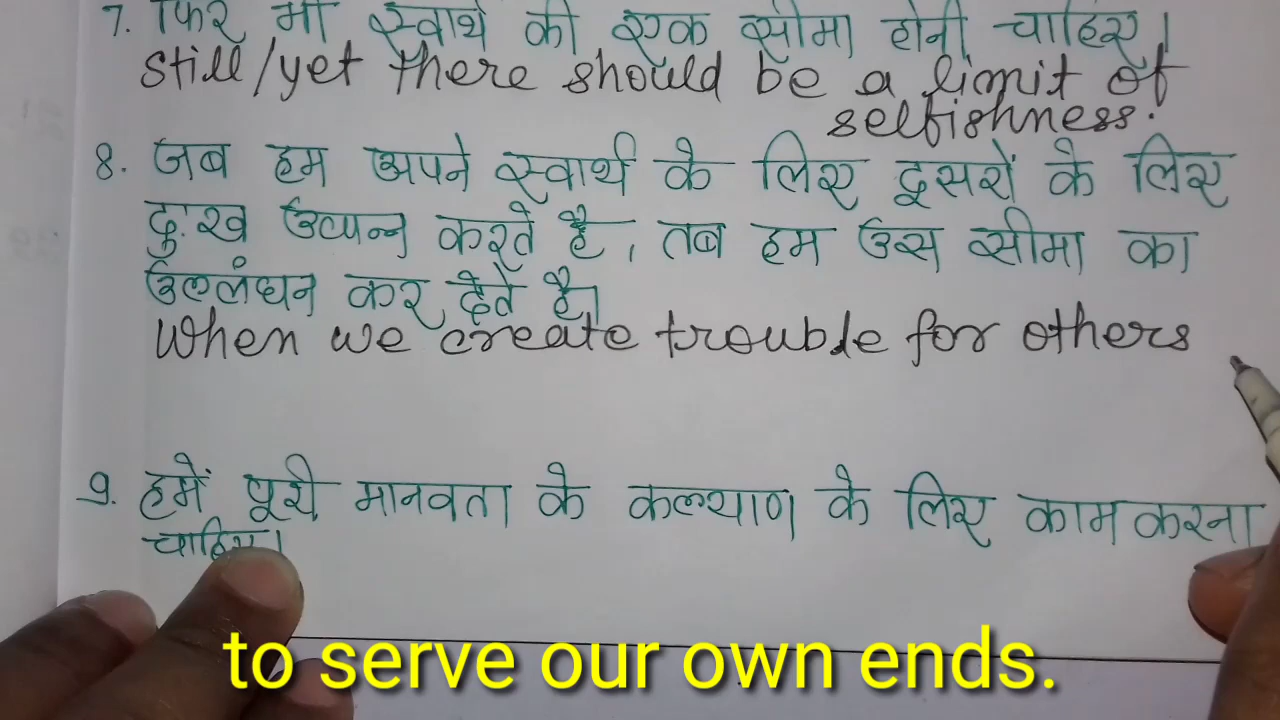 7. फिर भी स्वार्थ की एक सीमा होनी चाहिए।
Still/yet there should be a limit of
selfishness.
8. जब हम अपने स्वार्थ के लिए दूसरों के लिए
दुःख उत्पन्न करते है, तब हम उस सीमा का
उल्लंघन कर देते है।
When we create trouble for others
9. हमें पूरी मानवता के कल्याण के लिए काम करना
चाहिए।
to serve our own ends.